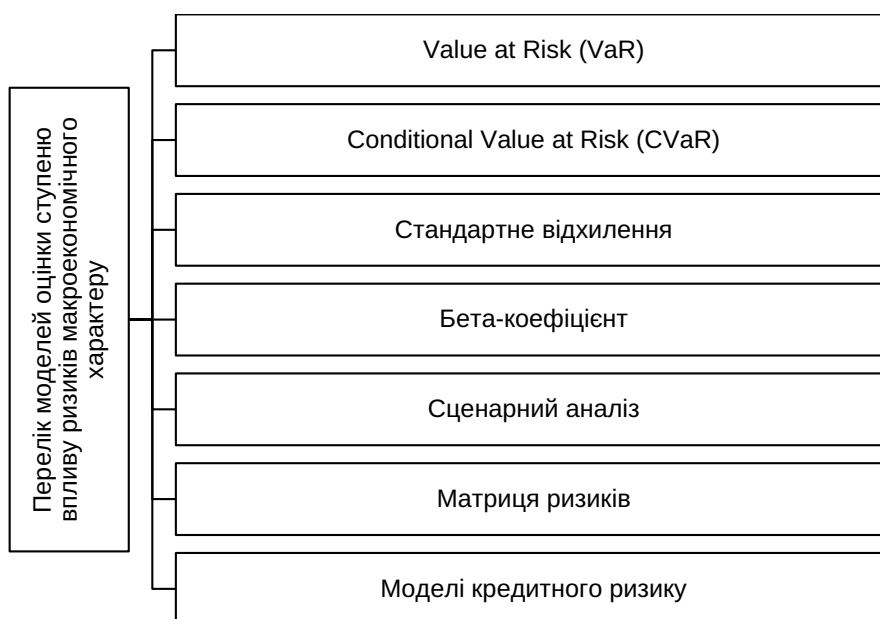 Перелік моделей оцінки ступеню
впливу ризиків макроекономічного
характеру
Value at Risk (VaR)
Conditional Value at Risk (CVaR)
Стандартне відхилення
Бета-коефіцієнт
Сценарний аналіз
Матриця ризиків
Моделі кредитного ризику